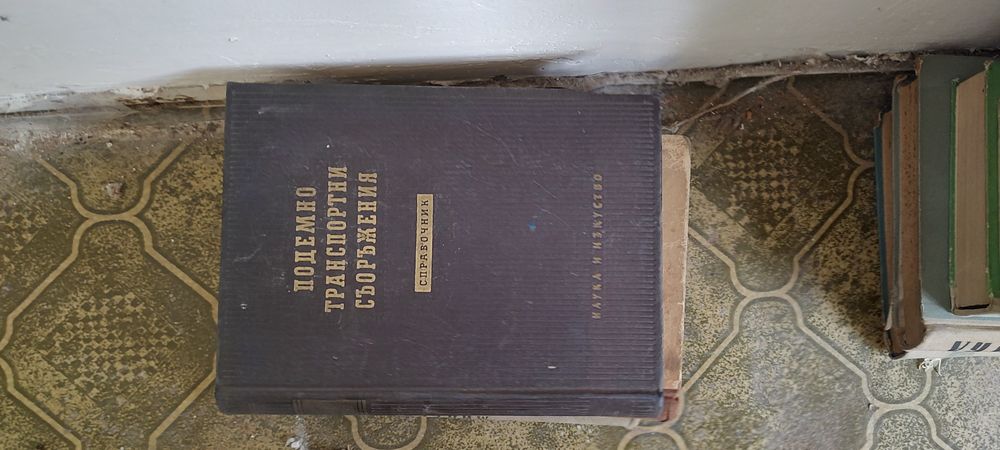 ПОДЕМНО
ТРАНСПОРТНИ
СЪОРЪЖЕНИЯ
СПРАВОЧНИК
НАУКА И ИЗКУСТВО